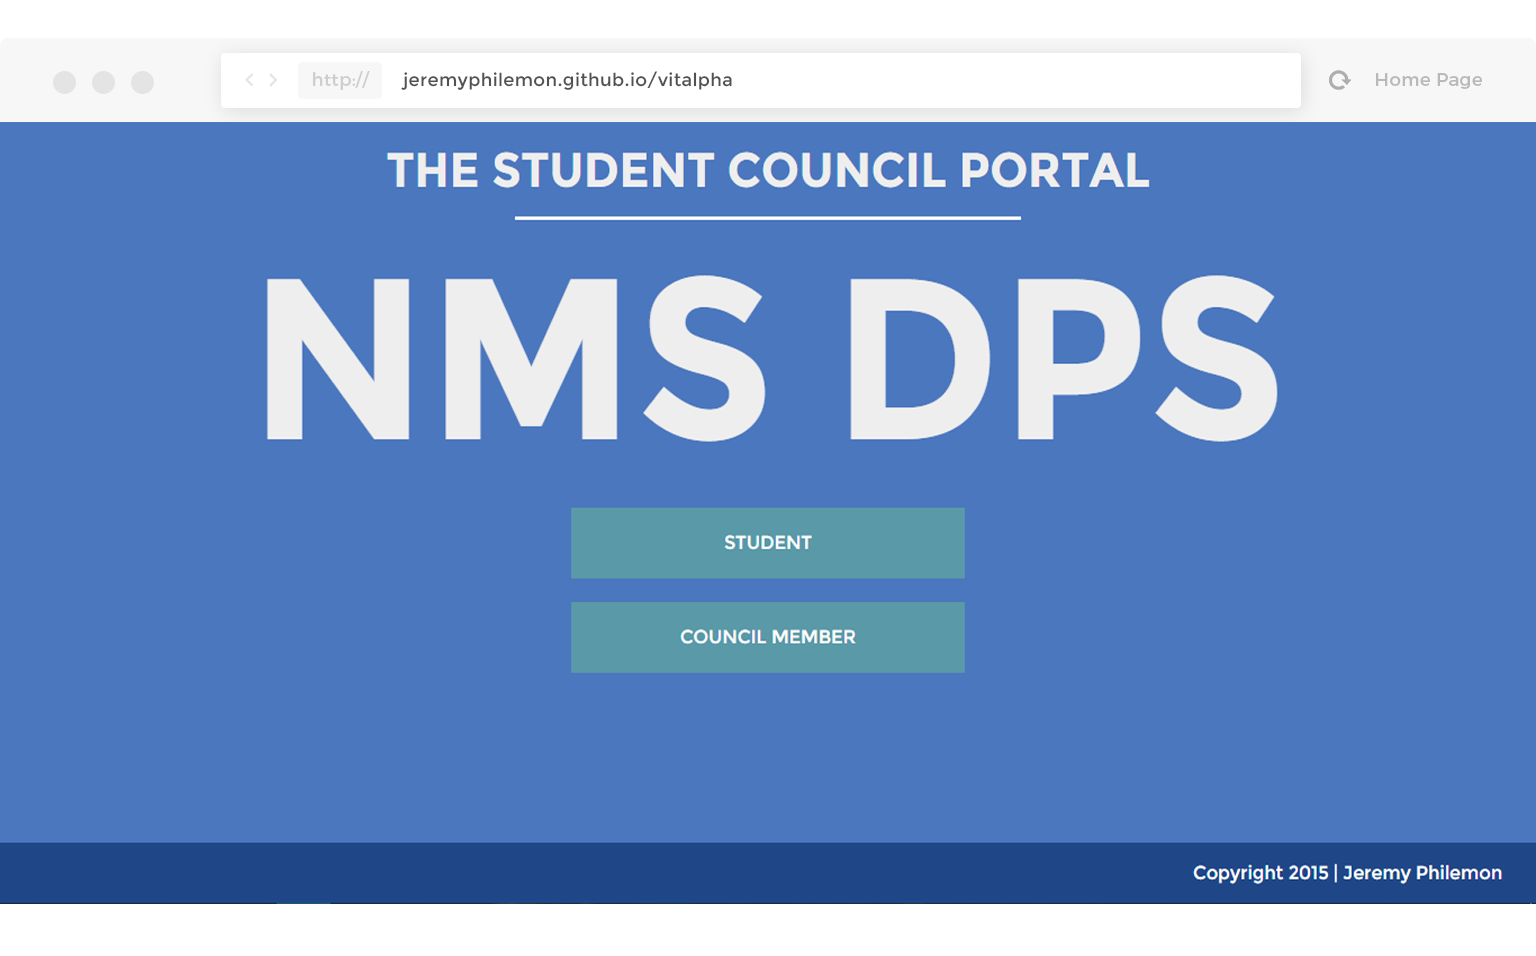 http:// jeremyphilemon.github.io/vitalpha Home Page
THE STUDENT COUNCIL PORTAL
NMS DPS
STUDENT
COUNCIL MEMBER
Copyright 2015 | Jeremy Philemon